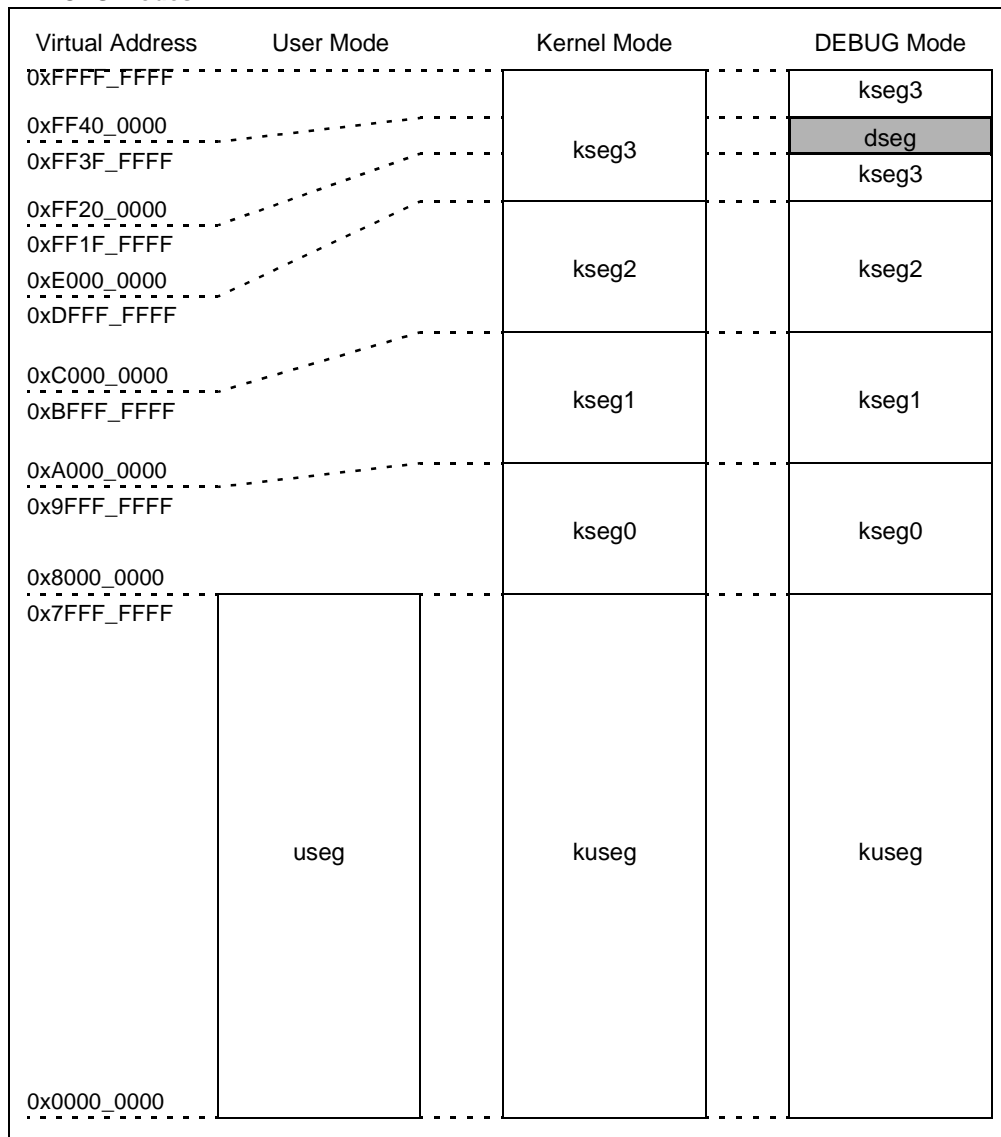 Virtual Address User Mode Kernel Mode DEBUG Mode
0xFFFF_FFFF
kseg3
0xFF40_0000
dseg
kseg3
0xFF3F_FFFF
kseg3
0xFF20_0000
0xFF1F_FFFF
kseg2 kseg2
0xE000_0000
0xDFFF_FFFF
0xC000_0000
kseg1 kseg1
0xBFFF_FFFF
0xA000_0000
0x9FFF_FFFF
kseg0 kseg0
0x8000_0000
0x7FFF_FFFF
useg kuseg kuseg
0x0000_0000